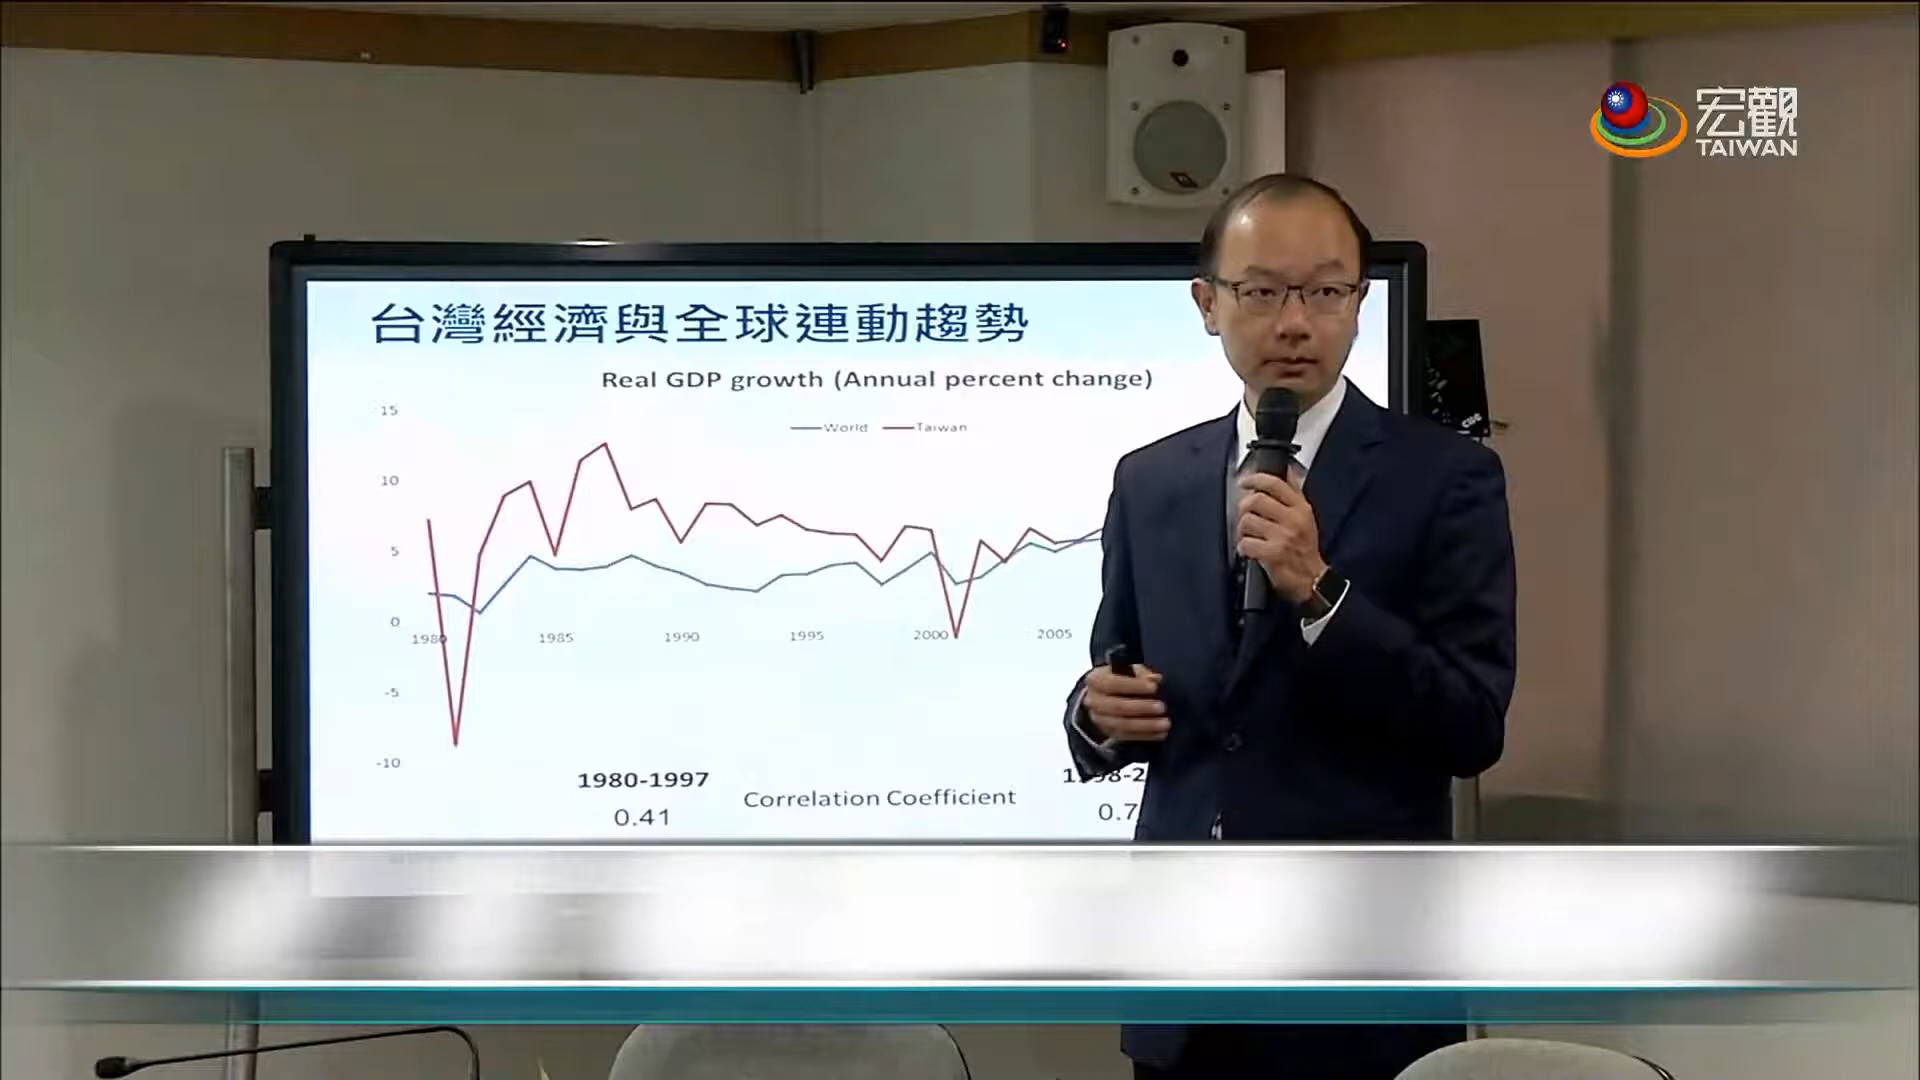 宏觀
TAIWAN
台灣經濟與全球連動趨勢
Real GDP growth (Annual percent change)
World Taiwan
15
10
5
0
-5
-10
1980 1985 1990 1995 2000 2005
1980-1997
Correlation Coefficient
0.41
0.7